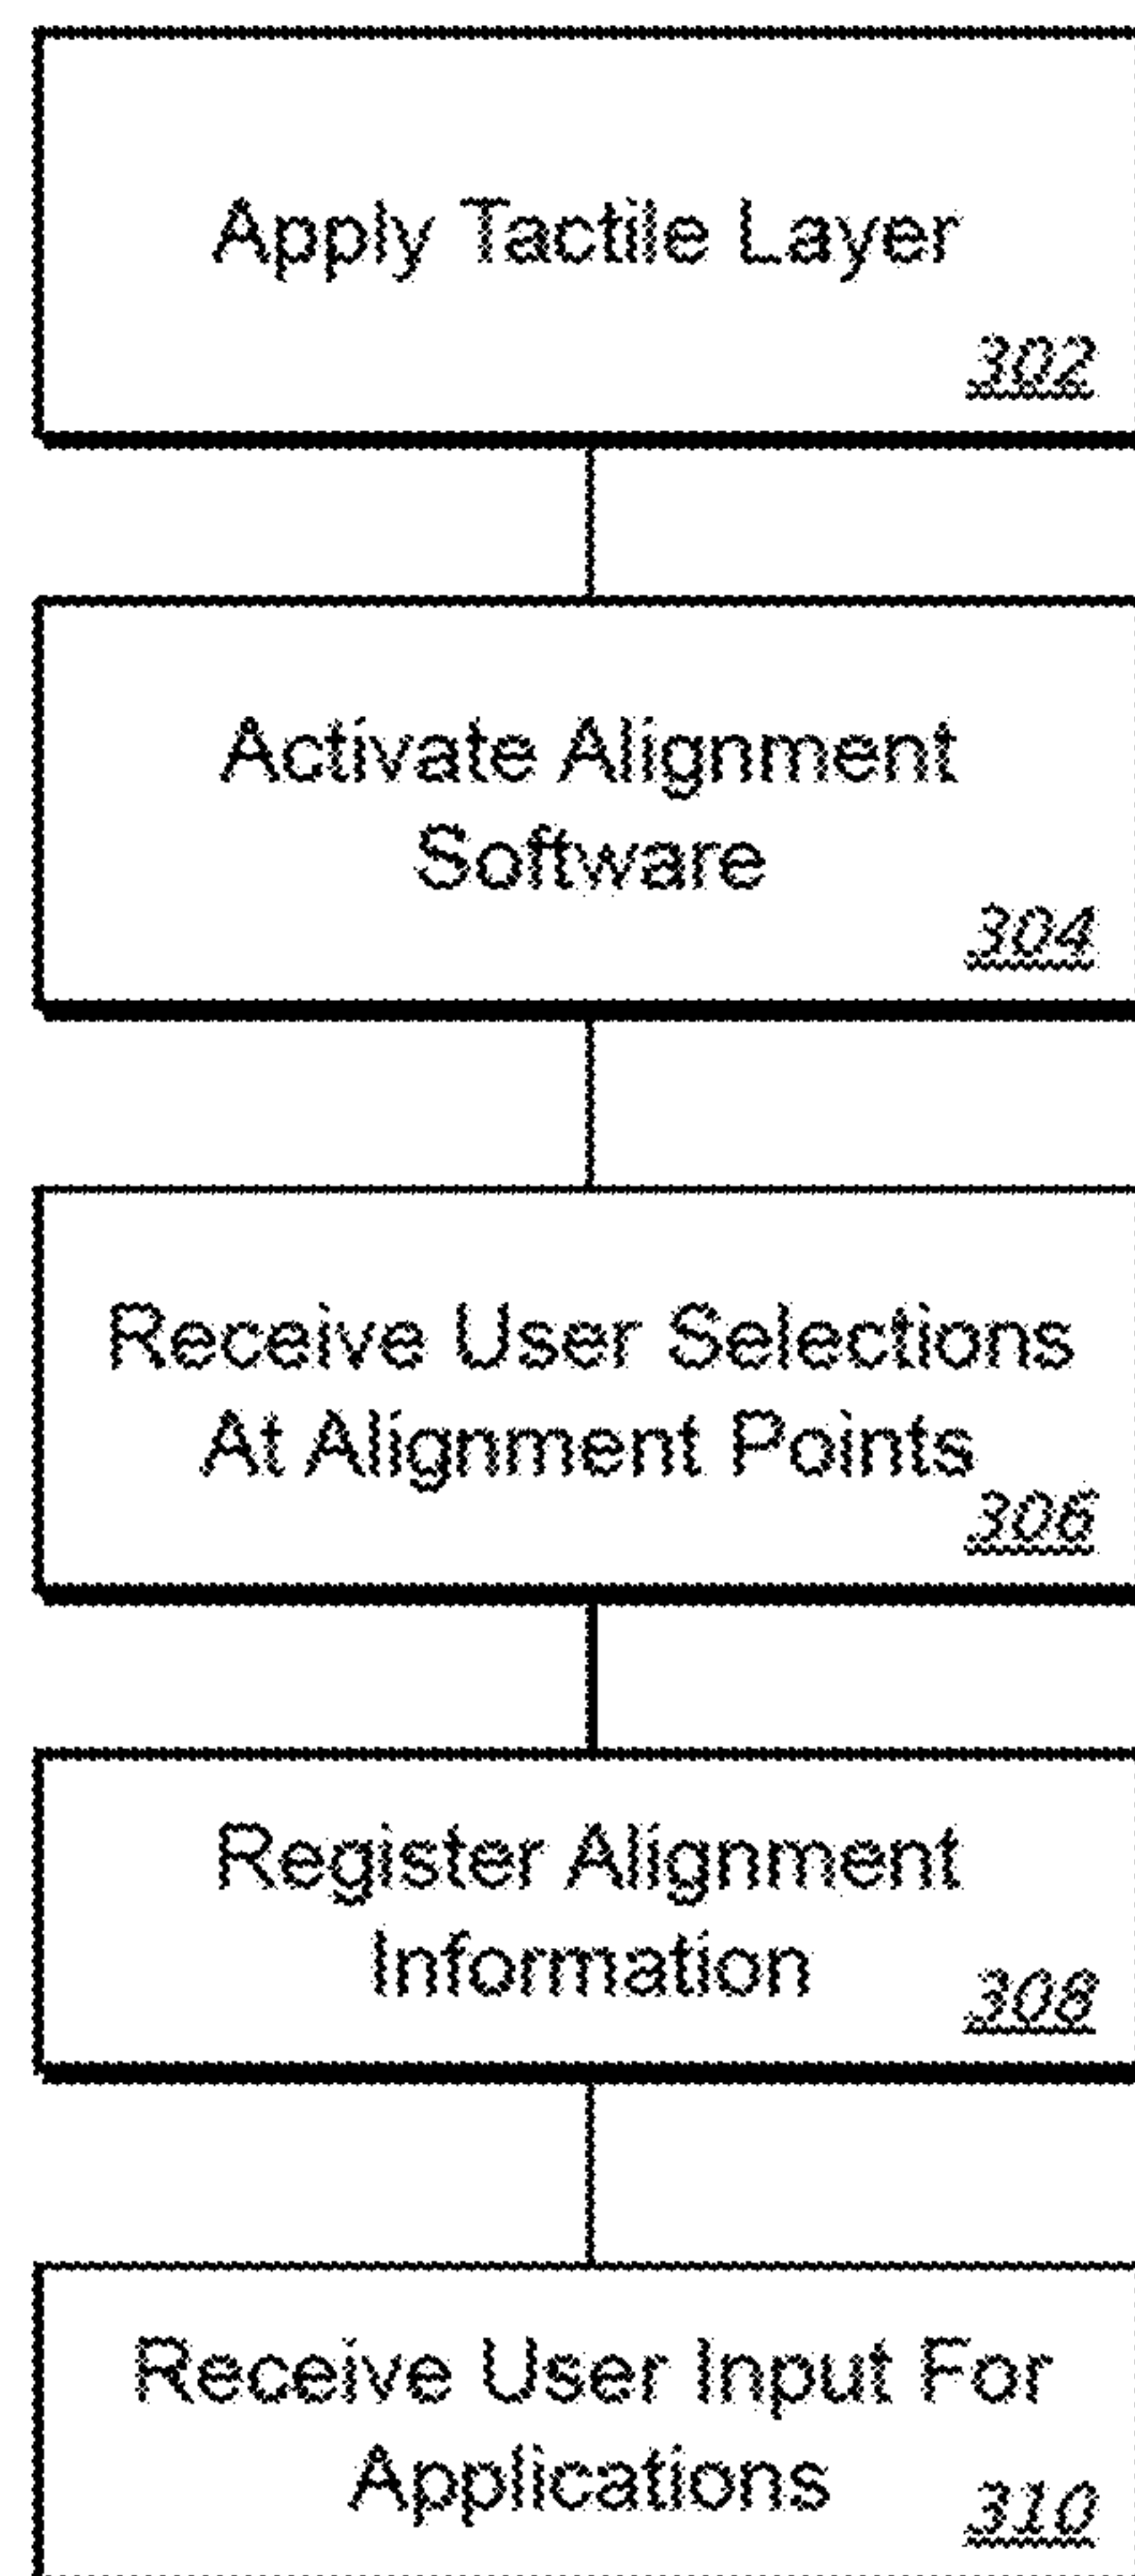 Apply Tactile Layer
302
Activate Alignment
Software
304
Receive User Selections
At Alignment Points
306
Register Alignment
Information
308
Receive User Input For
Applications
310